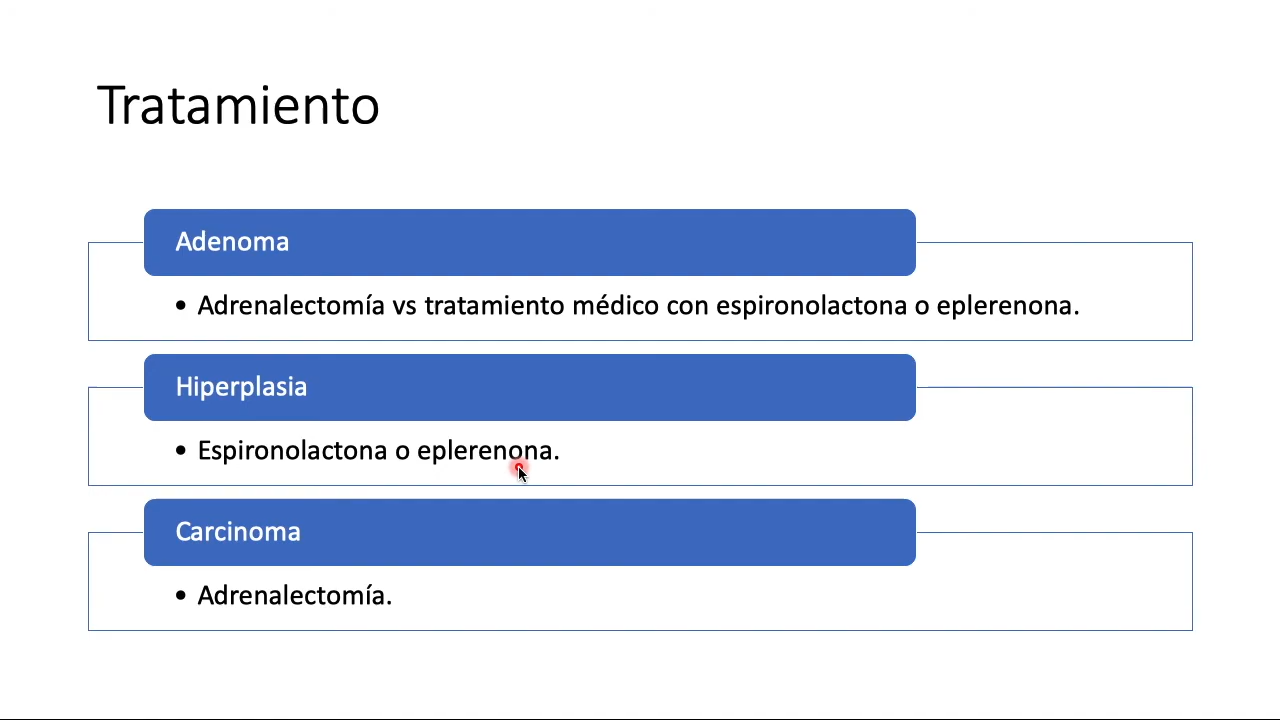 Tratamiento
Adenoma
• Adrenalectomía vs tratamiento médico con espironolactona o eplerenona.
Hiperplasia
• Espironolactona o eplerenona.
Carcinoma
• Adrenalectomía.